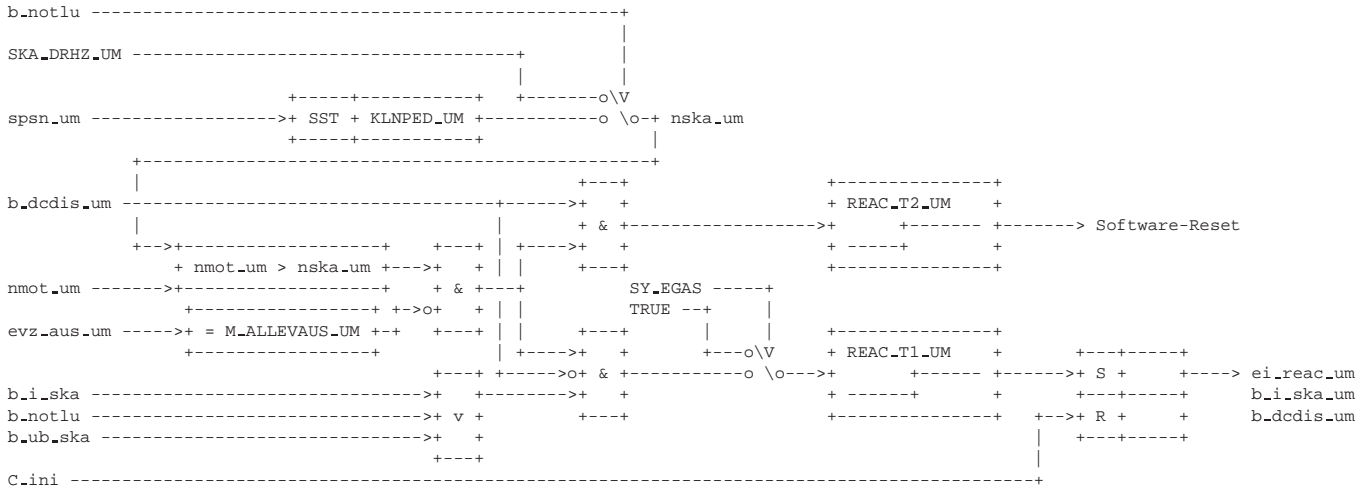 b_notlu
SKA_DRHZ_UM
spsn_um SST KLNPED_UM nska_um
b_dcdis_um REAC_T2_UM
& Software-Reset
nmot_um > nska_um
nmot_um & SY_EGAS
TRUE
evz_aus_um = M_ALLEVAUS_UM
REAC_T1_UM
& S ei_reac_um
b_i_ska b_i_ska_um
b_notlu v R b_dcdis_um
b_ub_ska
C_ini